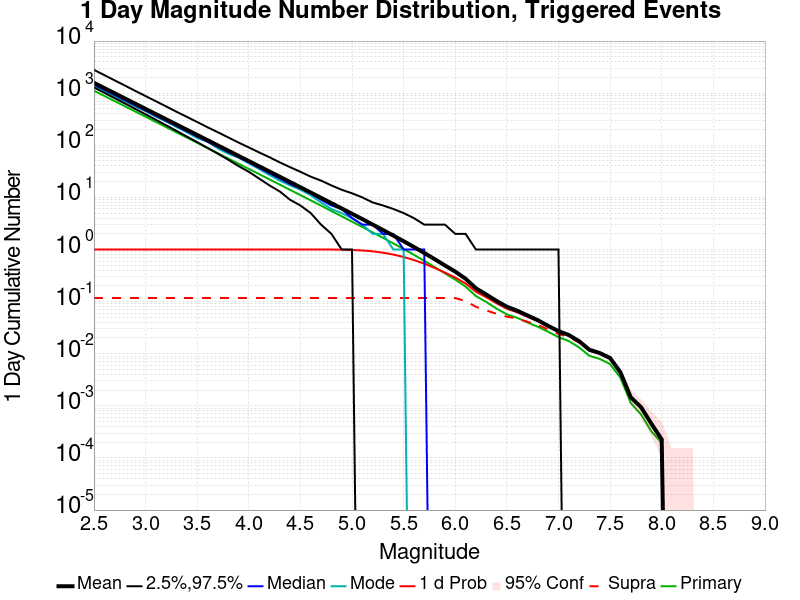 1 Day Magnitude Number Distribution, Triggered Events
1 Day Cumulative Number
10^4
10^3
10^2
10^1
10^0
10^-1
10^-2
10^-3
10^-4
10^-5
2.5 3.0 3.5 4.0 4.5 5.0 5.5 6.0 6.5 7.0 7.5 8.0 8.5 9.0
Magnitude
Mean 2.5%,97.5% Median Mode 1 d Prob 95% Conf Supra Primary